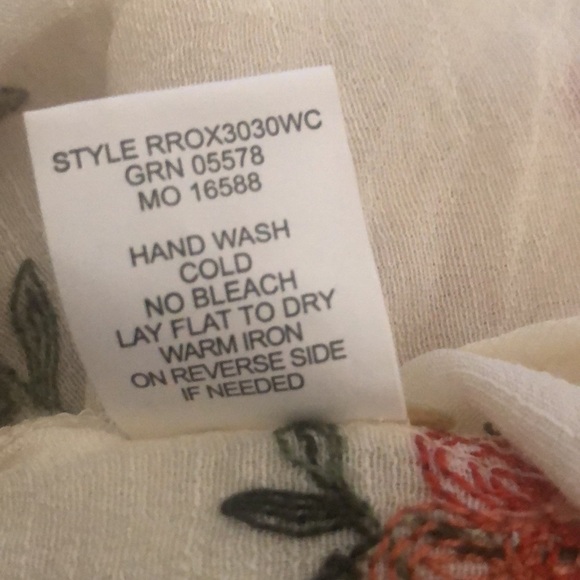 STYLE RROX3030WC
GRN 05578
MO 16588
HAND WASH
COLD
NO BLEACH
LAY FLAT TO DRY
WARM IRON
ON REVERSE SIDE
IF NEEDED